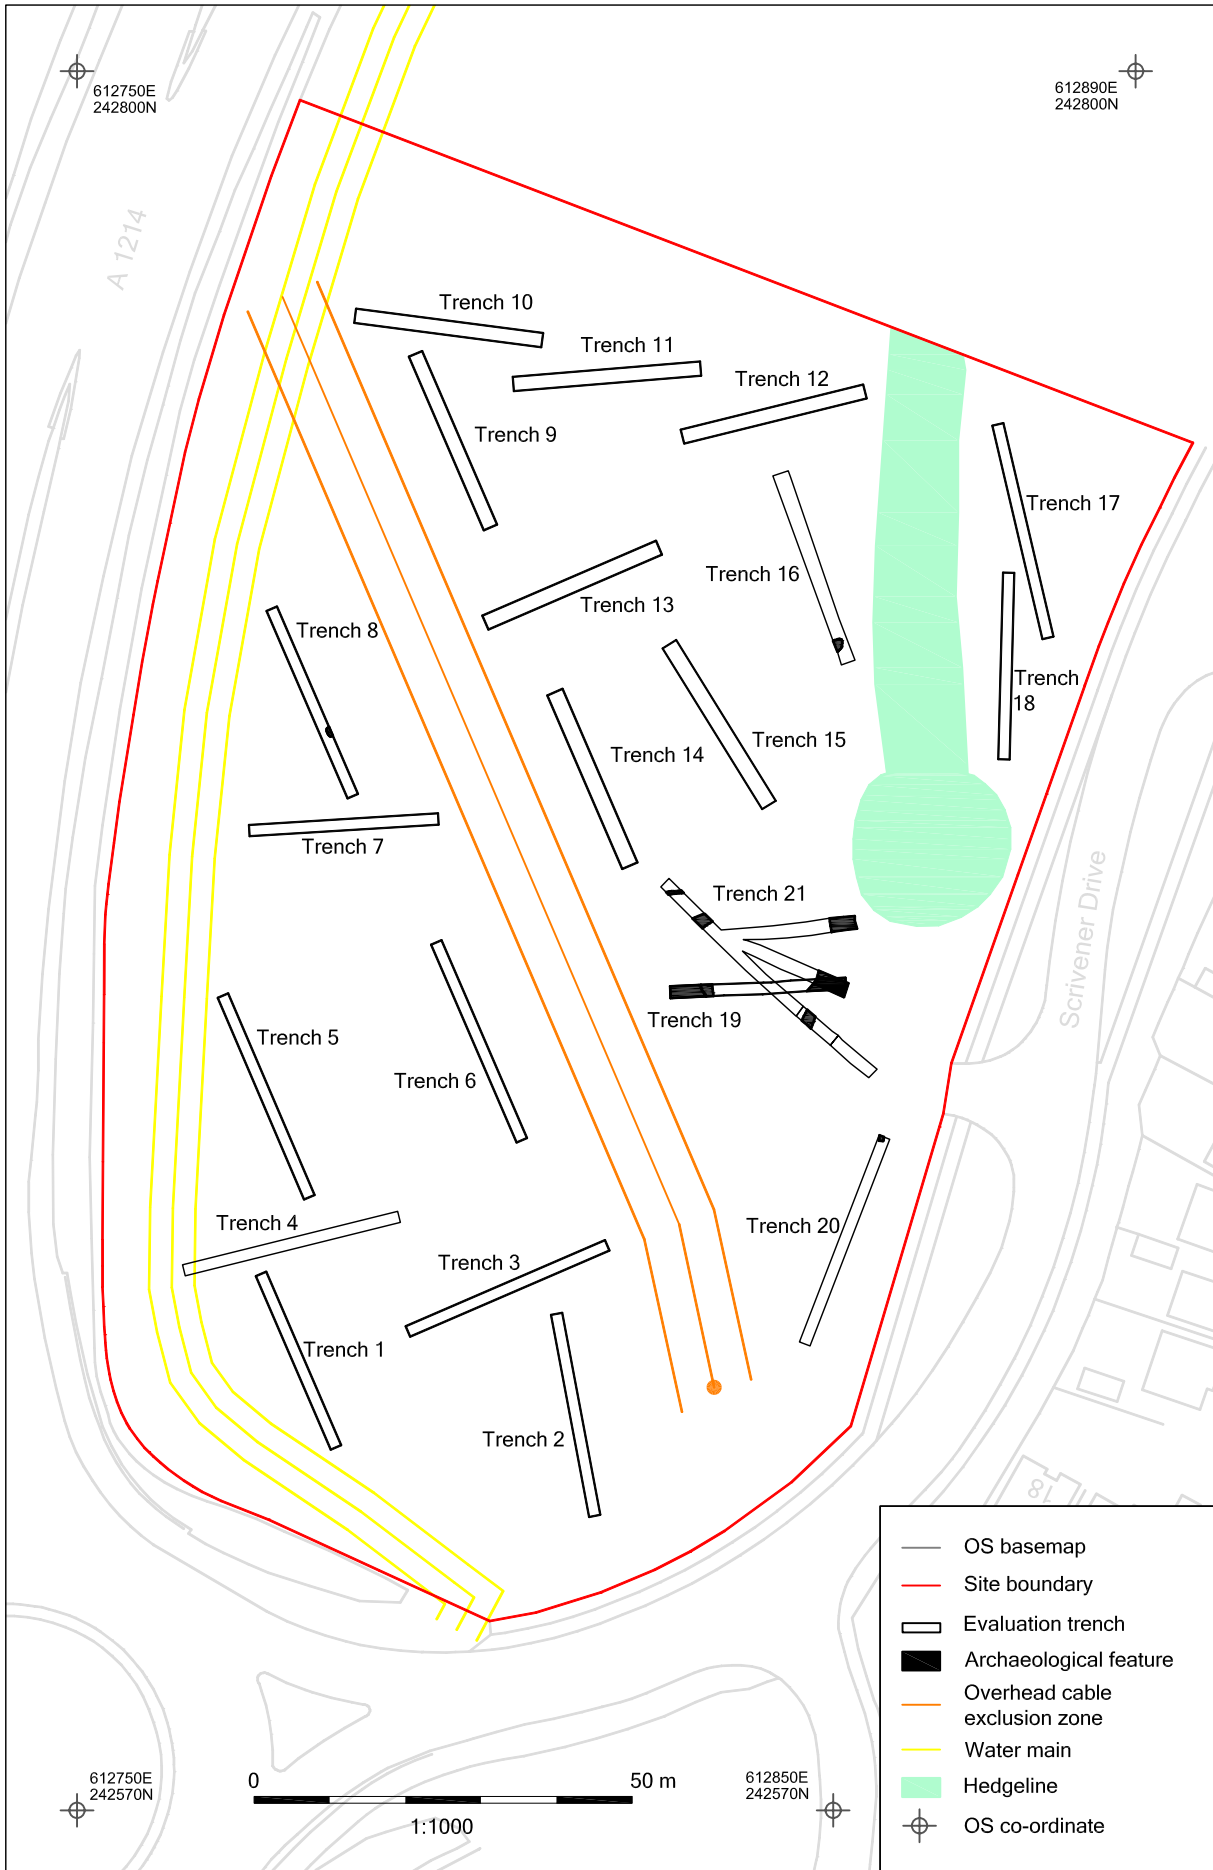 612750E
242800N
612890E
242800N
A 1214
Trench 10
Trench 11
Trench 12
Trench 9
Trench 17
Trench 16
Trench 13
Trench 8
Trench
18
Trench 15
Trench 14
Trench 7
Trench 21
Scrivener Drive
Trench 19
Trench 5
Trench 6
Trench 4
Trench 20
Trench 3
Trench 1
Trench 2
81
OS basemap
Site boundary
Evaluation trench
Archaeological feature
Overhead cable
exclusion zone
Water main
Hedgeline
OS co-ordinate
612750E
242570N
0
50 m
1:1000
612850E
242570N